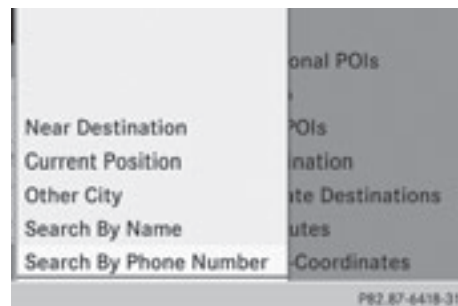 onal POIs
Near Destination
POIs
Current Position
ination
Other City
te Destinations
Search By Name
utes
Search By Phone Number
-Coordinates
P82.87-6418-31